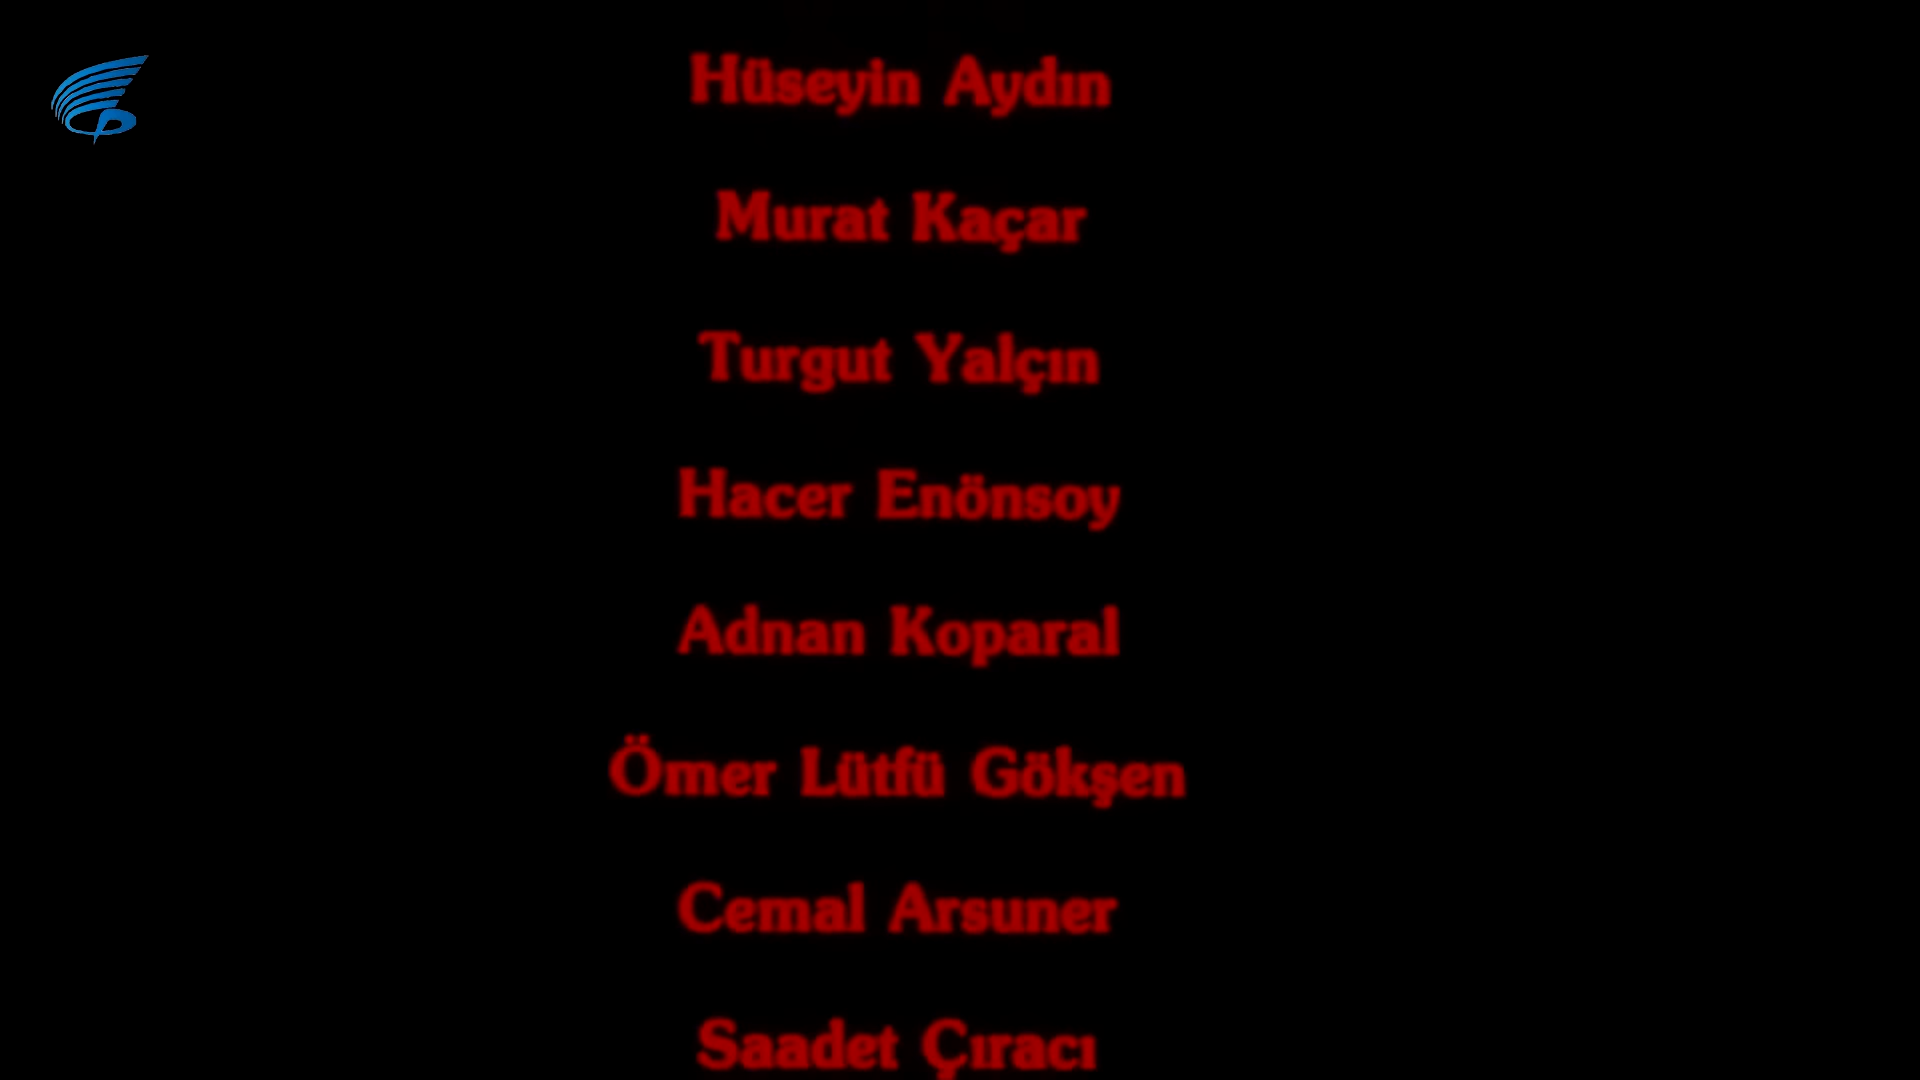 Hüseyin Aydın
Murat Kaçar
Turgut Yalçın
Hacer Enönsoy
Adnan Koparal
Ömer Lütfü Gökşen
Cemal Arsuner
Saadet Çıracı